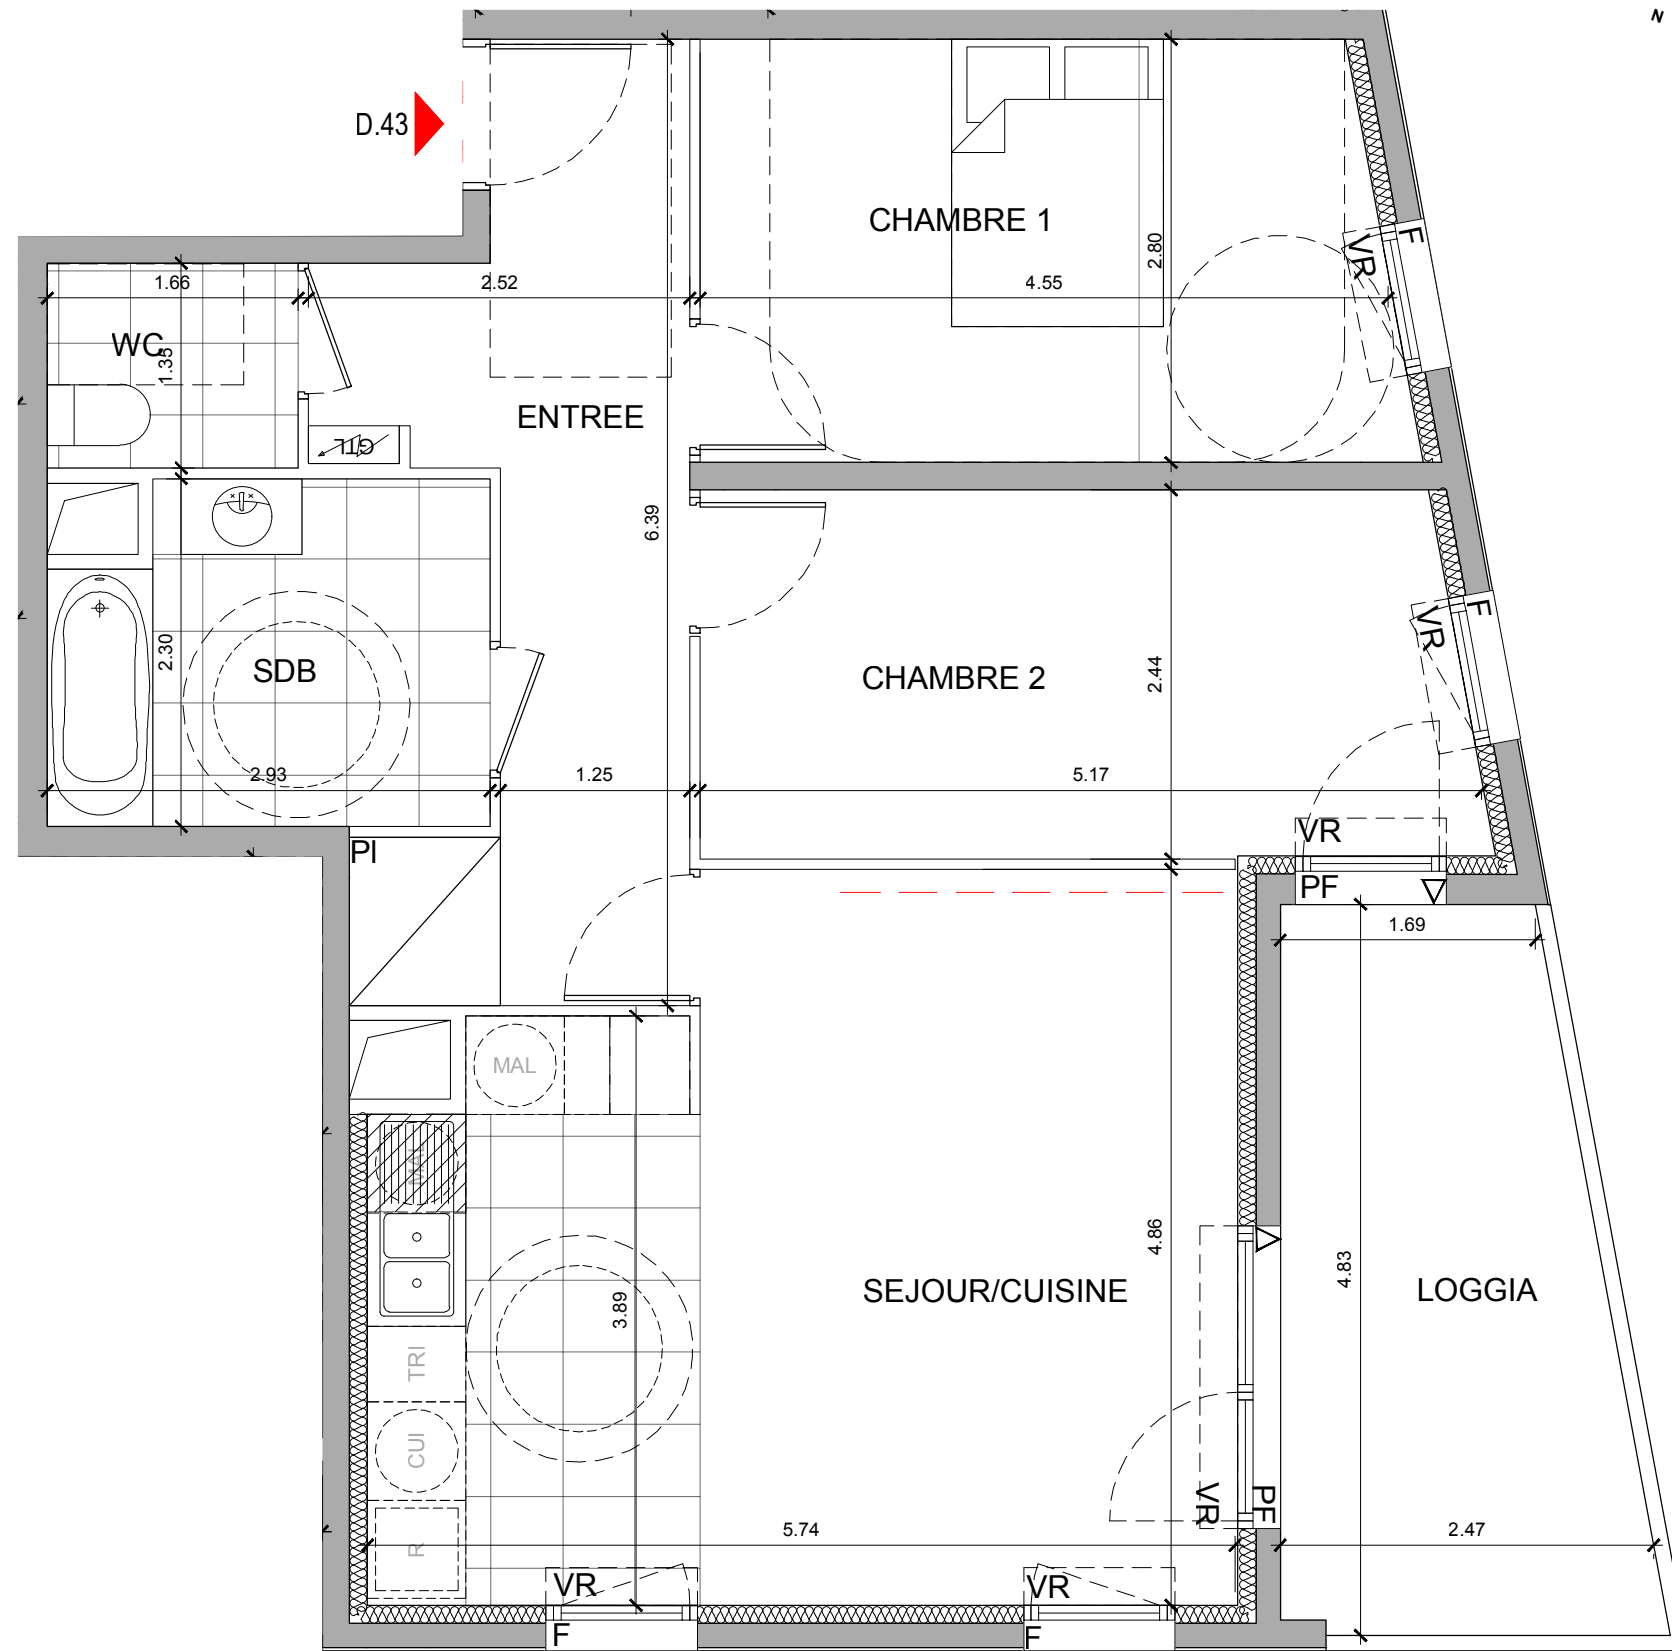 N
D.43
CHAMBRE 1
2.80
F
VR
1.66
2.52
4.55
WC
1.35
ENTREE
GTL
6.39
2.30
SDB
CHAMBRE 2
2.44
F
VR
2.93
1.25
5.17
VR
PI
PF
1.69
MAL
MAL
4.86
4.83
SEJOUR/CUISINE
LOGGIA
3.89
TRI
CUI
VR
PF
R
5.74
2.47
VR
VR
F
F